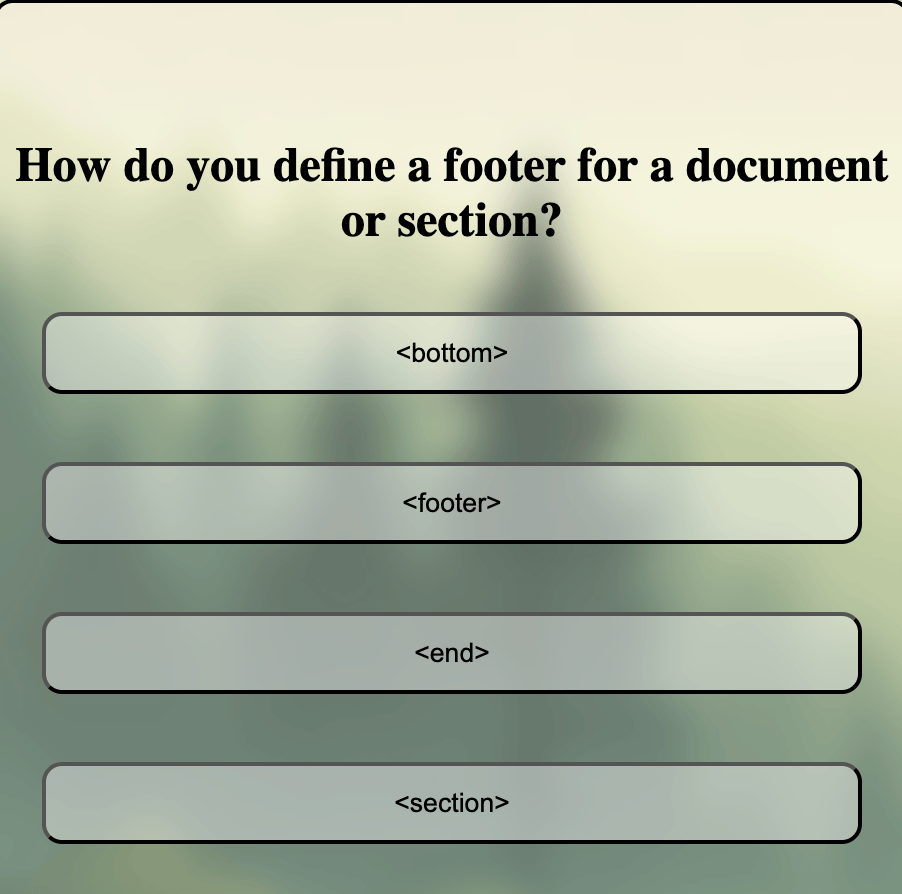 How do you define a footer for a document
or section?
<bottom>
<footer>
<end>
<section>